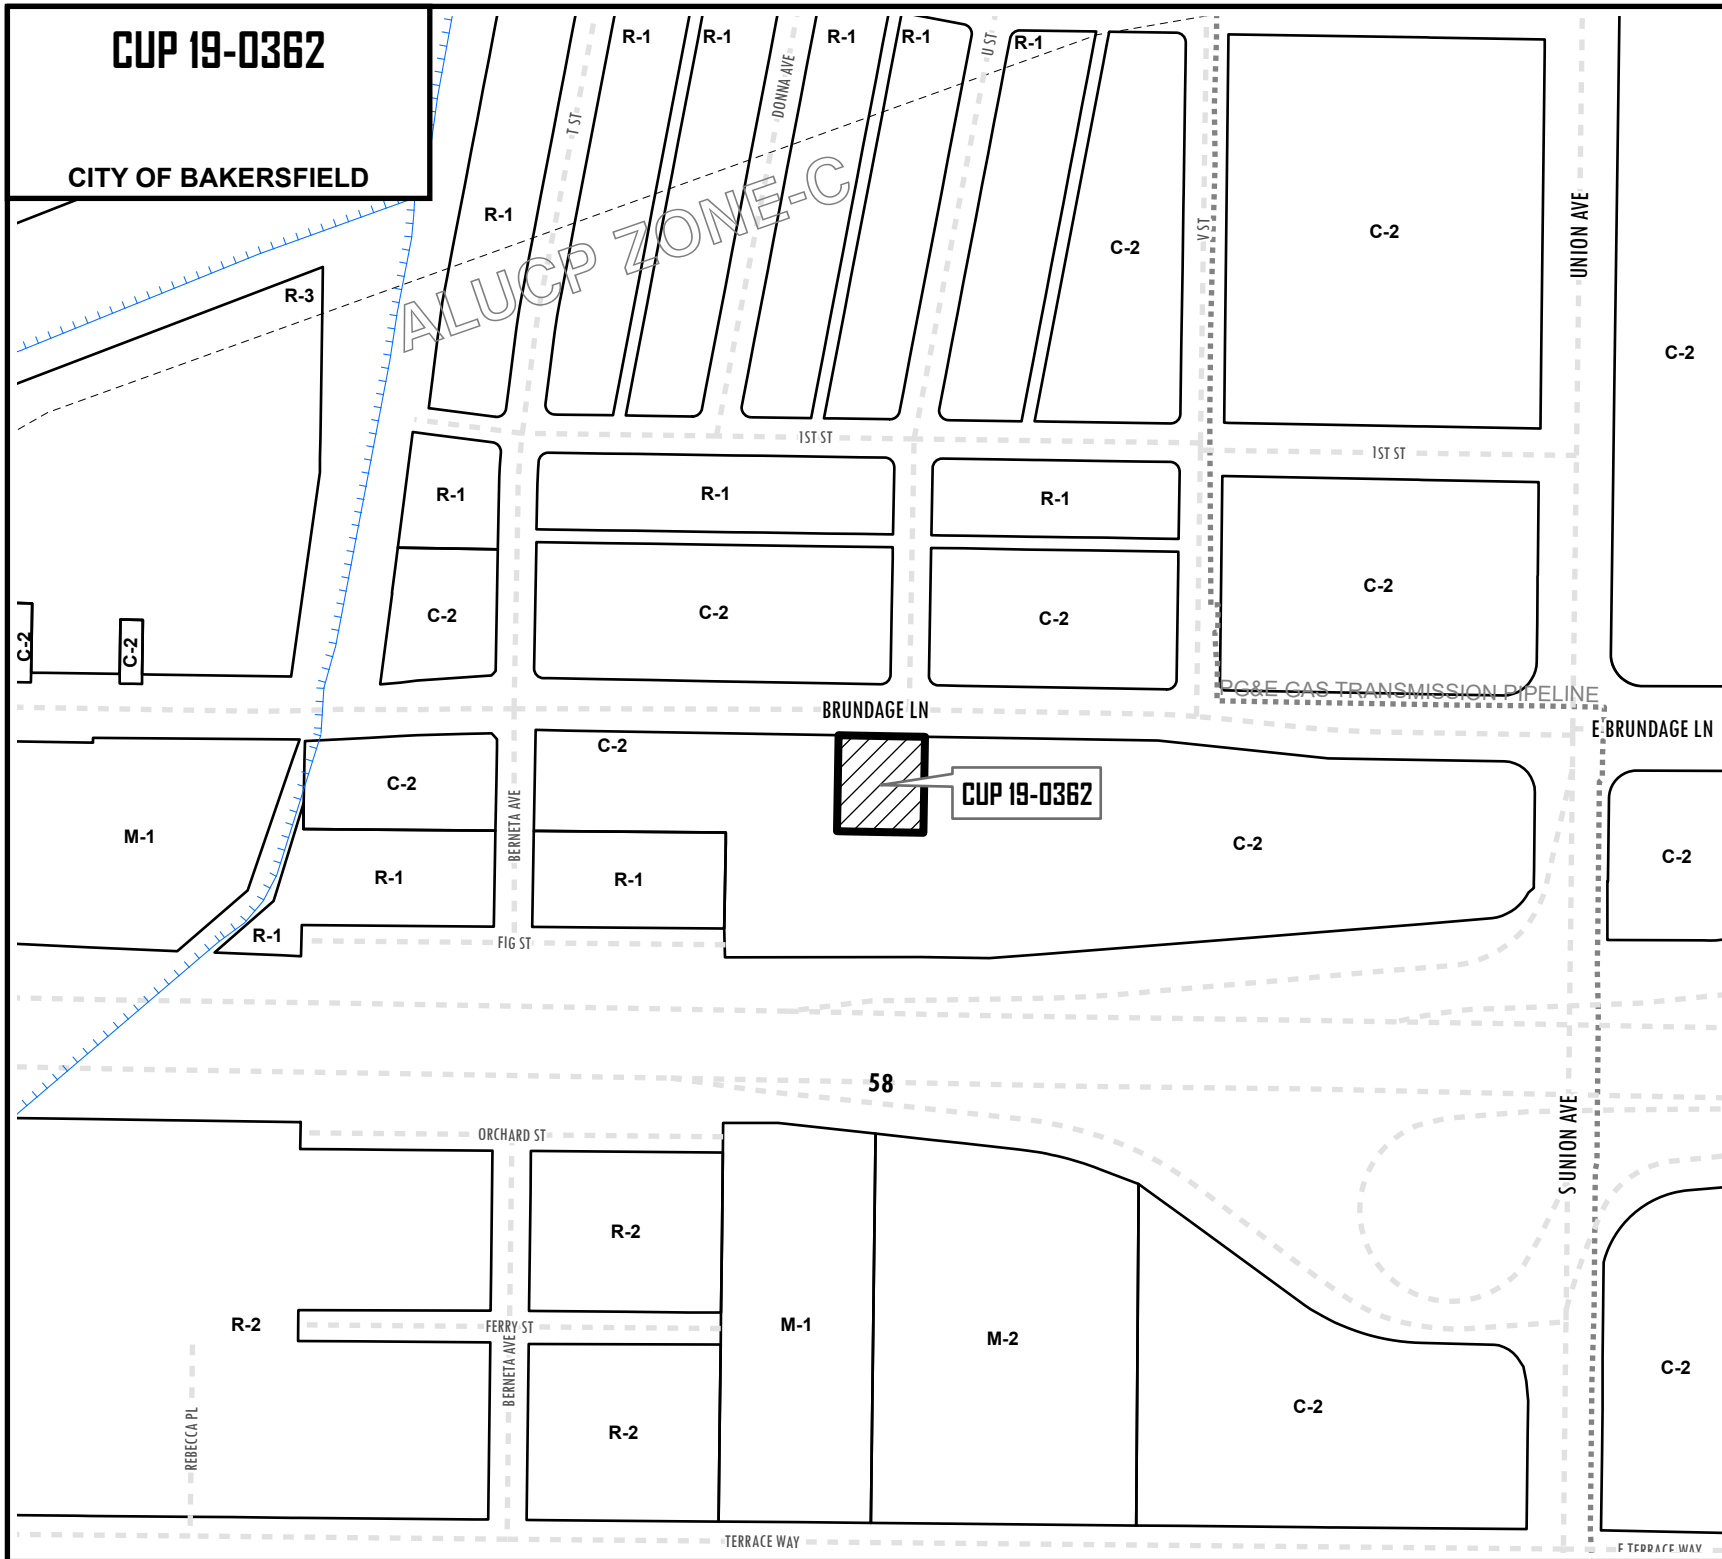 CUP 19-0362
CITY OF BAKERSFIELD
R-1
R-1
R-1
R-1
R-1
T ST
DONNA AVE
U ST
V ST
UNION AVE
ALUCP ZONE-C
R-1
C-2
C-2
R-3
C-2
1ST ST
1ST ST
R-1
R-1
R-1
C-2
C-2
C-2
C-2
C-2
C-2
PG&E GAS TRANSMISSION PIPELINE
BRUNDAGE LN
E BRUNDAGE LN
C-2
C-2
CUP 19-0362
BERNETA AVE
M-1
C-2
C-2
R-1
R-1
R-1
FIG ST
58
ORCHARD ST
S UNION AVE
R-2
R-2
FERRY ST
M-1
M-2
BERNETA AVE
C-2
C-2
REBECCA PL
R-2
TERRACE WAY
E TERRACE WAY